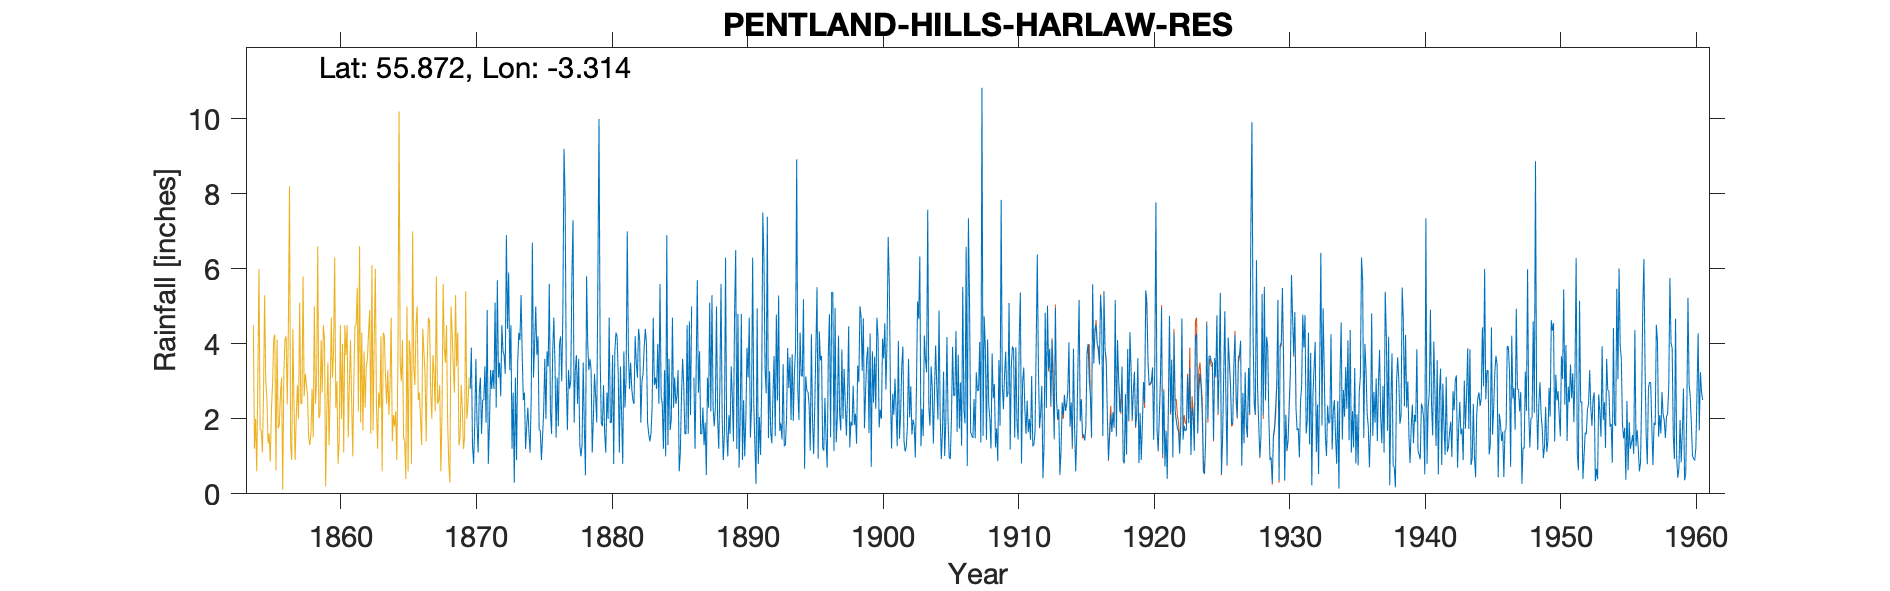 PENTLAND-HILLS-HARLAW-RES
Lat: 55.872, Lon: -3.314
Rainfall [inches]
10
8
6
4
2
0
1860 1870 1880 1890 1900 1910 1920 1930 1940 1950 1960
Year